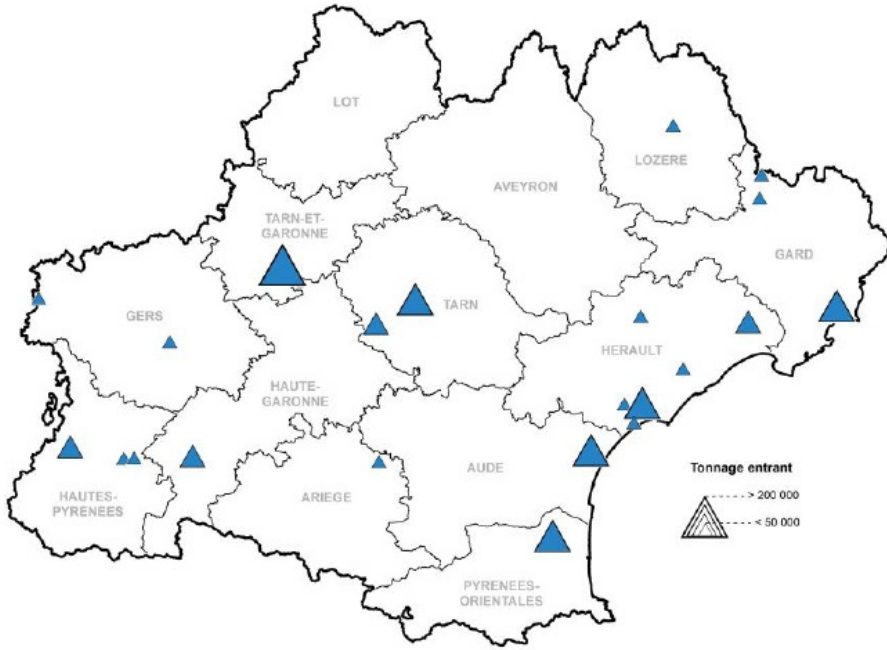 LOT
LOZERE
AVEYRON
TARN-ET-
GARONNE
GARD
TARN
GERS
HERAULT
HAUTE-
GARONNE
AUDE
Tonnage entrant
> 200 000
< 50 000
HAUTES-
PYRENEES
ARIEGE
PYRENEES-
ORIENTALES